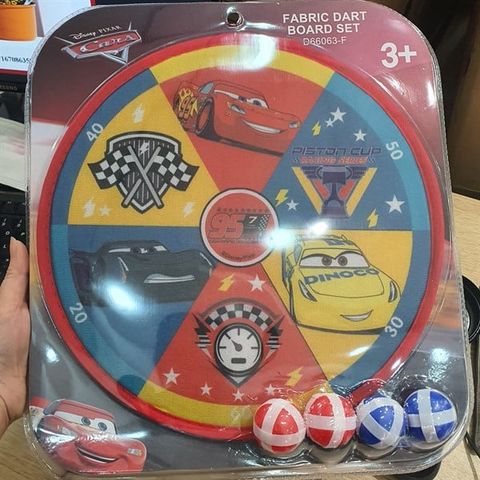 Disney · PIXAR
Cars
FABRIC DART
BOARD SET
D66063-F
3+
40
50
PISTON CUP
RACING SERIES
95
DINOCO
20
30